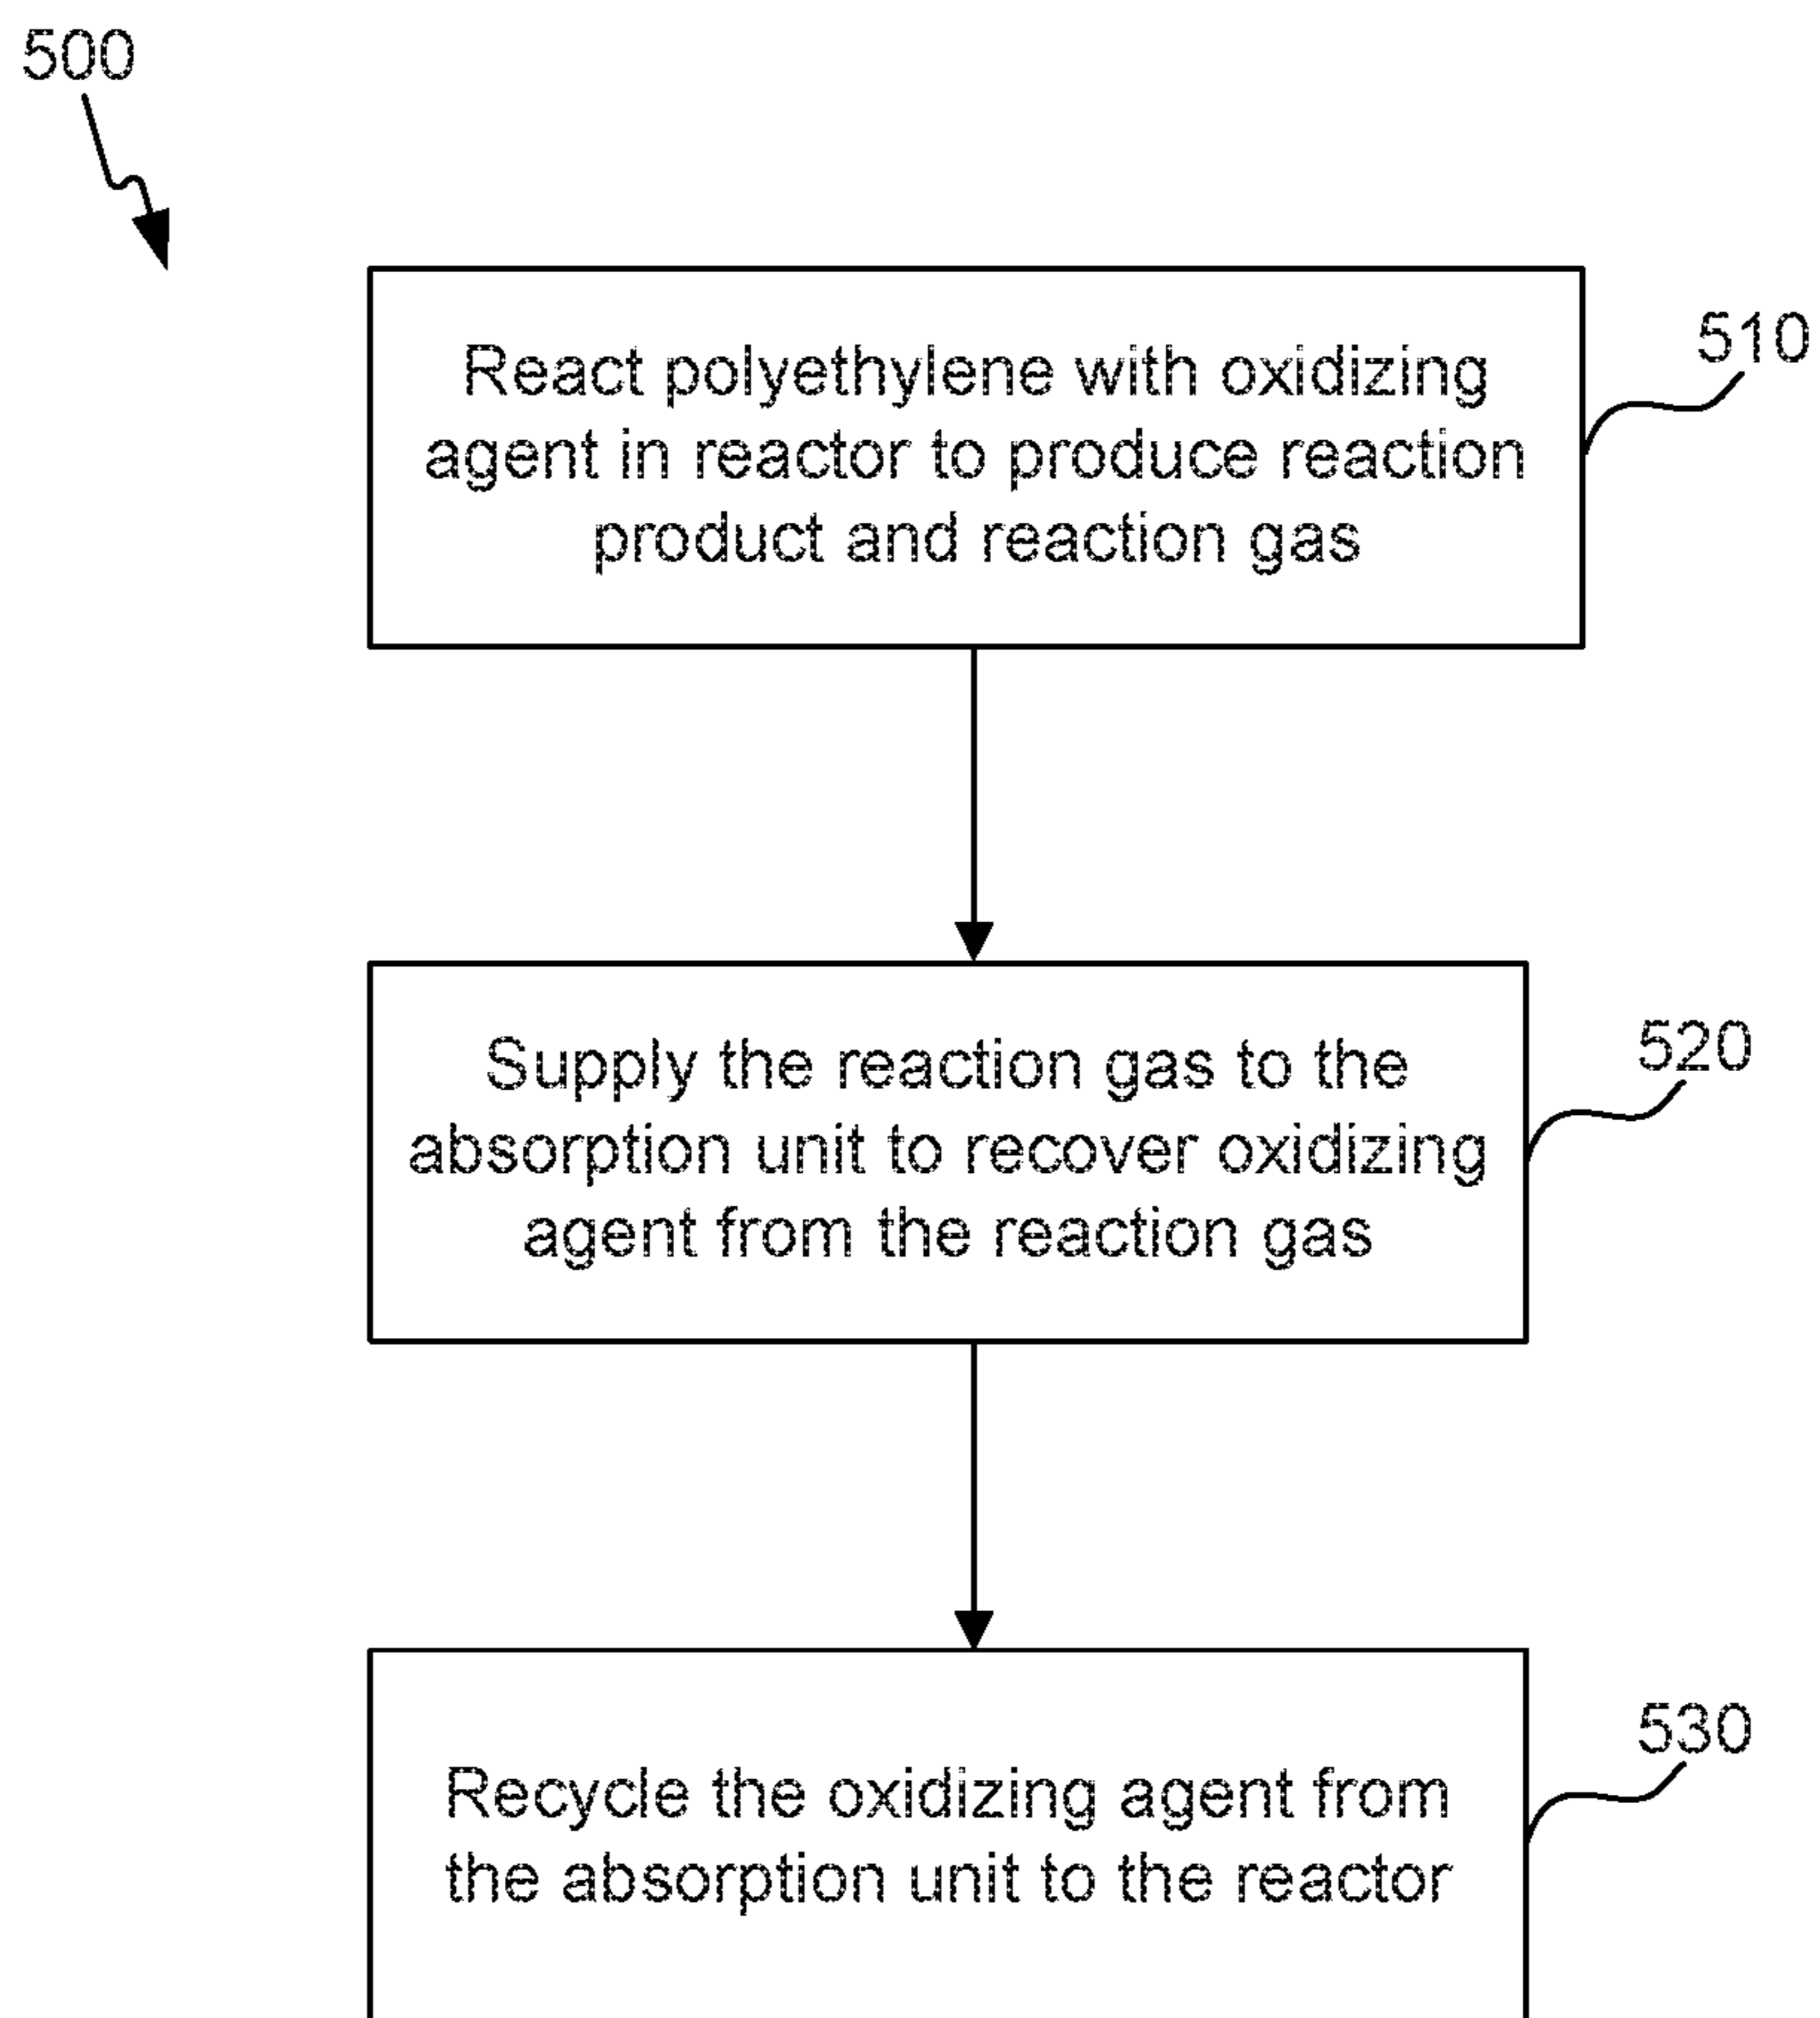 500
React polyethylene with oxidizing
agent in reactor to produce reaction
product and reaction gas
510
Supply the reaction gas to the
absorption unit to recover oxidizing
agent from the reaction gas
520
Recycle the oxidizing agent from
the absorption unit to the reactor
530